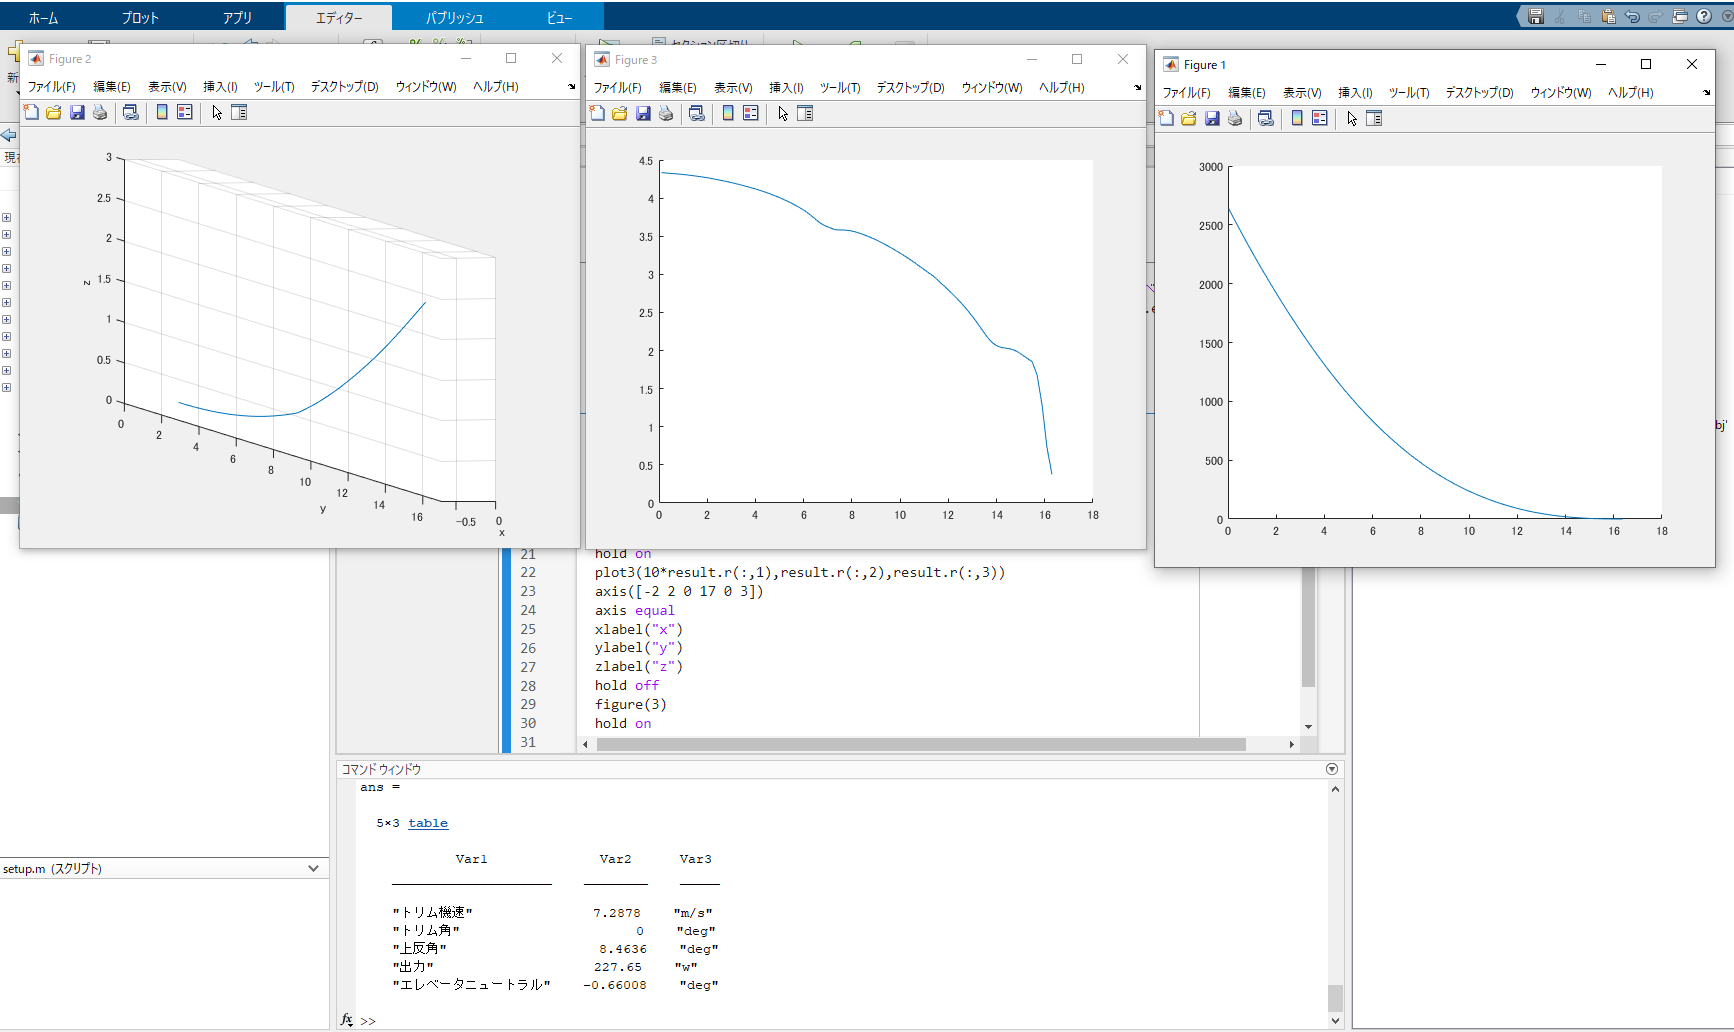 ホーム
プロット
アプリ
エディター
パブリッシュ
ビュー
新
現在
Figure 2
ファイル(F) 編集(E) 表示(V) 挿入(I) ツール(T) デスクトップ(D) ウィンドウ(W) ヘルプ(H)
3
2.5
2
1.5
1
0.5
0
z
0
2
4
6
8
10
12
14
16
y
-0.5
0
x
Figure 3
ファイル(F) 編集(E) 表示(V) 挿入(I) ツール(T) デスクトップ(D) ウィンドウ(W) ヘルプ(H)
4.5
4
3.5
3
2.5
2
1.5
1
0.5
0
0 2 4 6 8 10 12 14 16 18
Figure 1
ファイル(F) 編集(E) 表示(V) 挿入(I) ツール(T) デスクトップ(D) ウィンドウ(W) ヘルプ(H)
3000
2500
2000
1500
1000
500
0
0 2 4 6 8 10 12 14 16 18
bj'
21 hold on
22 plot3(10*result.r(:,1),result.r(:,2),result.r(:,3))
23 axis([-2 2 0 17 0 3])
24 axis equal
25 xlabel("x")
26 ylabel("y")
27 zlabel("z")
28 hold off
29 figure(3)
30 hold on
31
コマンド ウィンドウ
ans =
5×3 table
Var1 Var2 Var3
"トリム機速" 7.2878 "m/s"
"トリム角" 0 "deg"
"上反角" 8.4636 "deg"
"出力" 227.65 "w"
"エレベータニュートラル" -0.66008 "deg"
fx >>
setup.m (スクリプト)